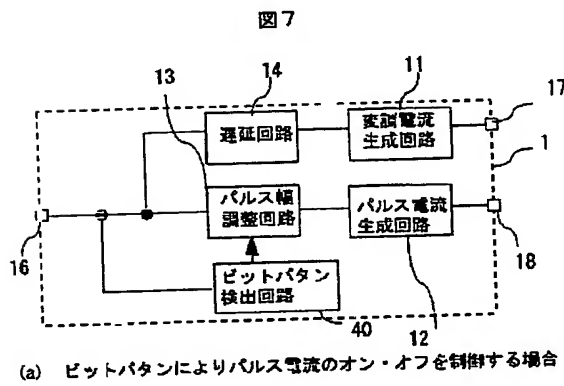 図7
13
14
11
17
遅延回路
変調電流
生成回路
1
パルス幅
調整回路
パルス電流
生成回路
16
18
ビットパタン
検出回路
40
12
(a) ビットパタンによりパルス電流のオン・オフを制御する場合